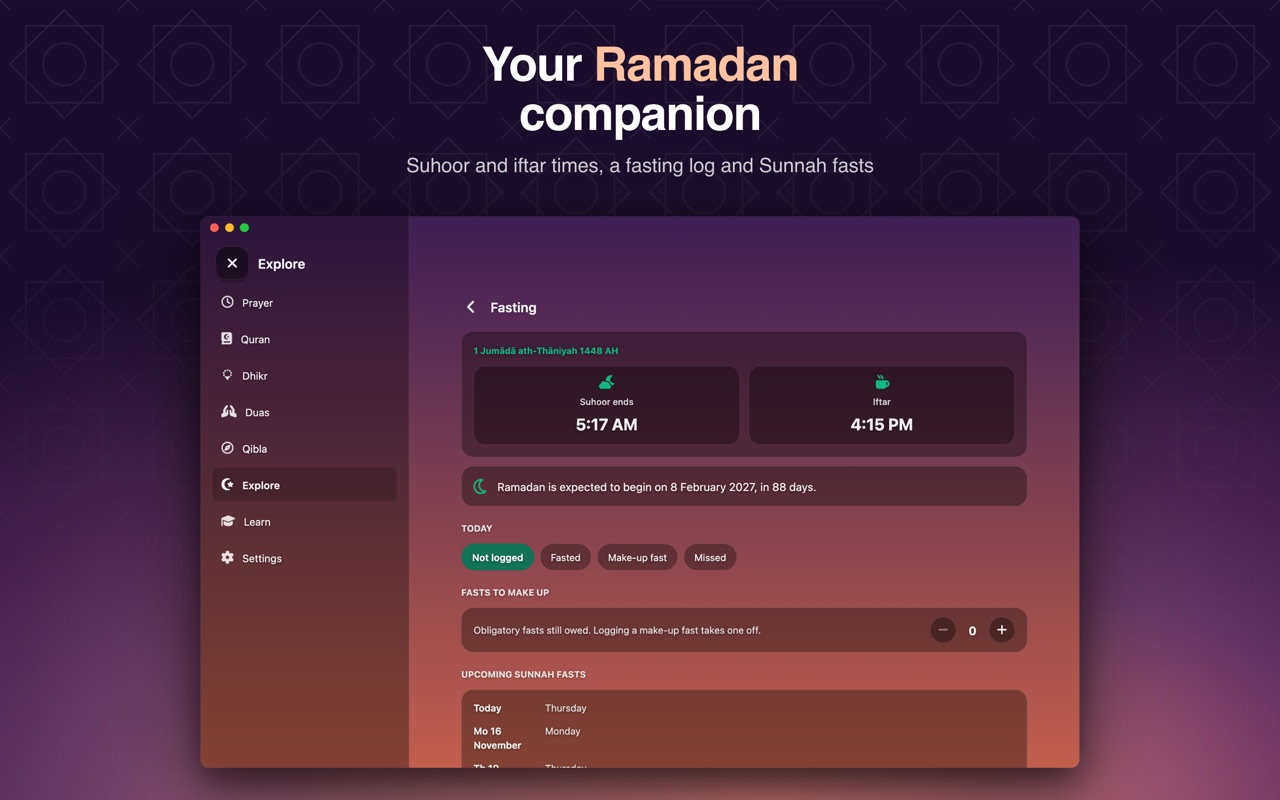 Your Ramadan
companion
Suhoor and iftar times, a fasting log and Sunnah fasts
Explore
Prayer
Quran
Dhikr
Duas
Qibla
Explore
Learn
Settings
Fasting
1 Jumādā ath-Thāniyah 1448 AH
Suhoor ends
5:17 AM
Iftar
4:15 PM
Ramadan is expected to begin on 8 February 2027, in 88 days.
TODAY
Not logged
Fasted
Make-up fast
Missed
FASTS TO MAKE UP
Obligatory fasts still owed. Logging a make-up fast takes one off.
− 0 +
UPCOMING SUNNAH FASTS
Today Thursday
Mo 16 Monday
November